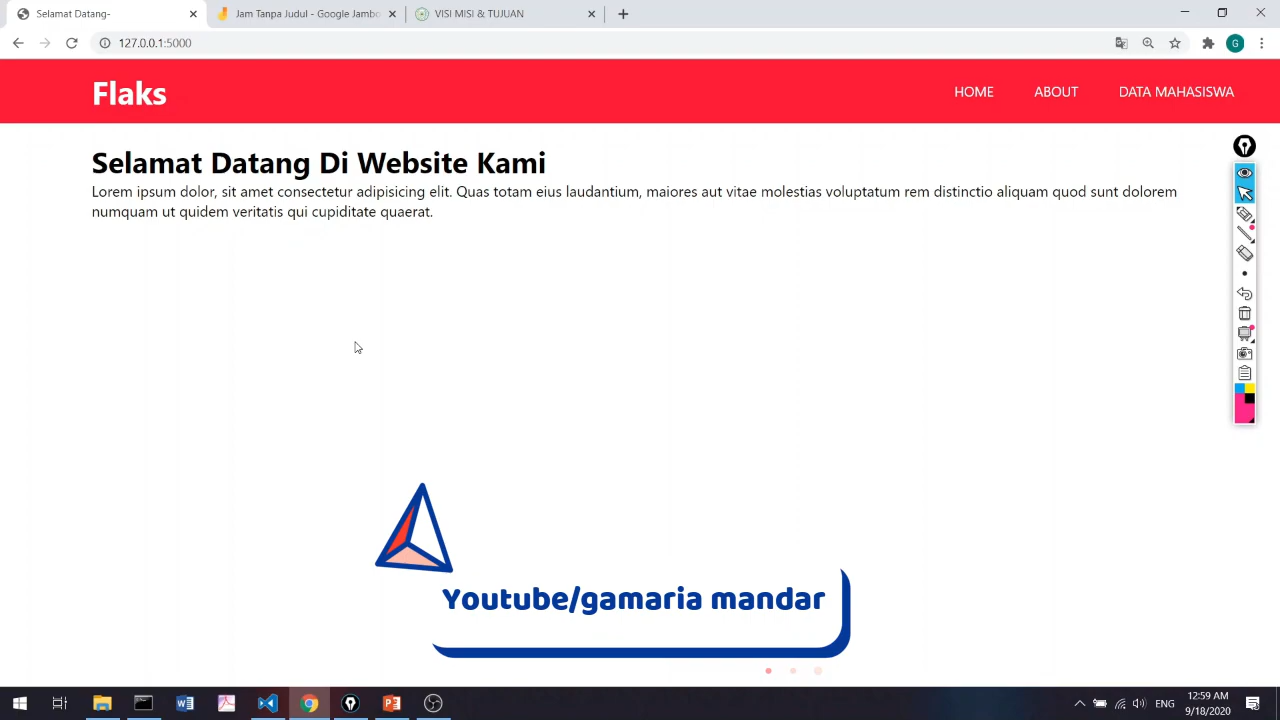 Selamat Datang-
Jam Tanpa Judul - Google Jambo
VISI MISI & TUJUAN
127.0.0.1:5000
G
Flaks
HOME
ABOUT
DATA MAHASISWA
Selamat Datang Di Website Kami
Lorem ipsum dolor, sit amet consectetur adipisicing elit. Quas totam eius laudantium, maiores aut vitae molestias voluptatum rem distinctio aliquam quod sunt dolorem
numquam ut quidem veritatis qui cupiditate quaerat.
Youtube/gamaria mandar
ENG
12:59 AM
9/18/2020